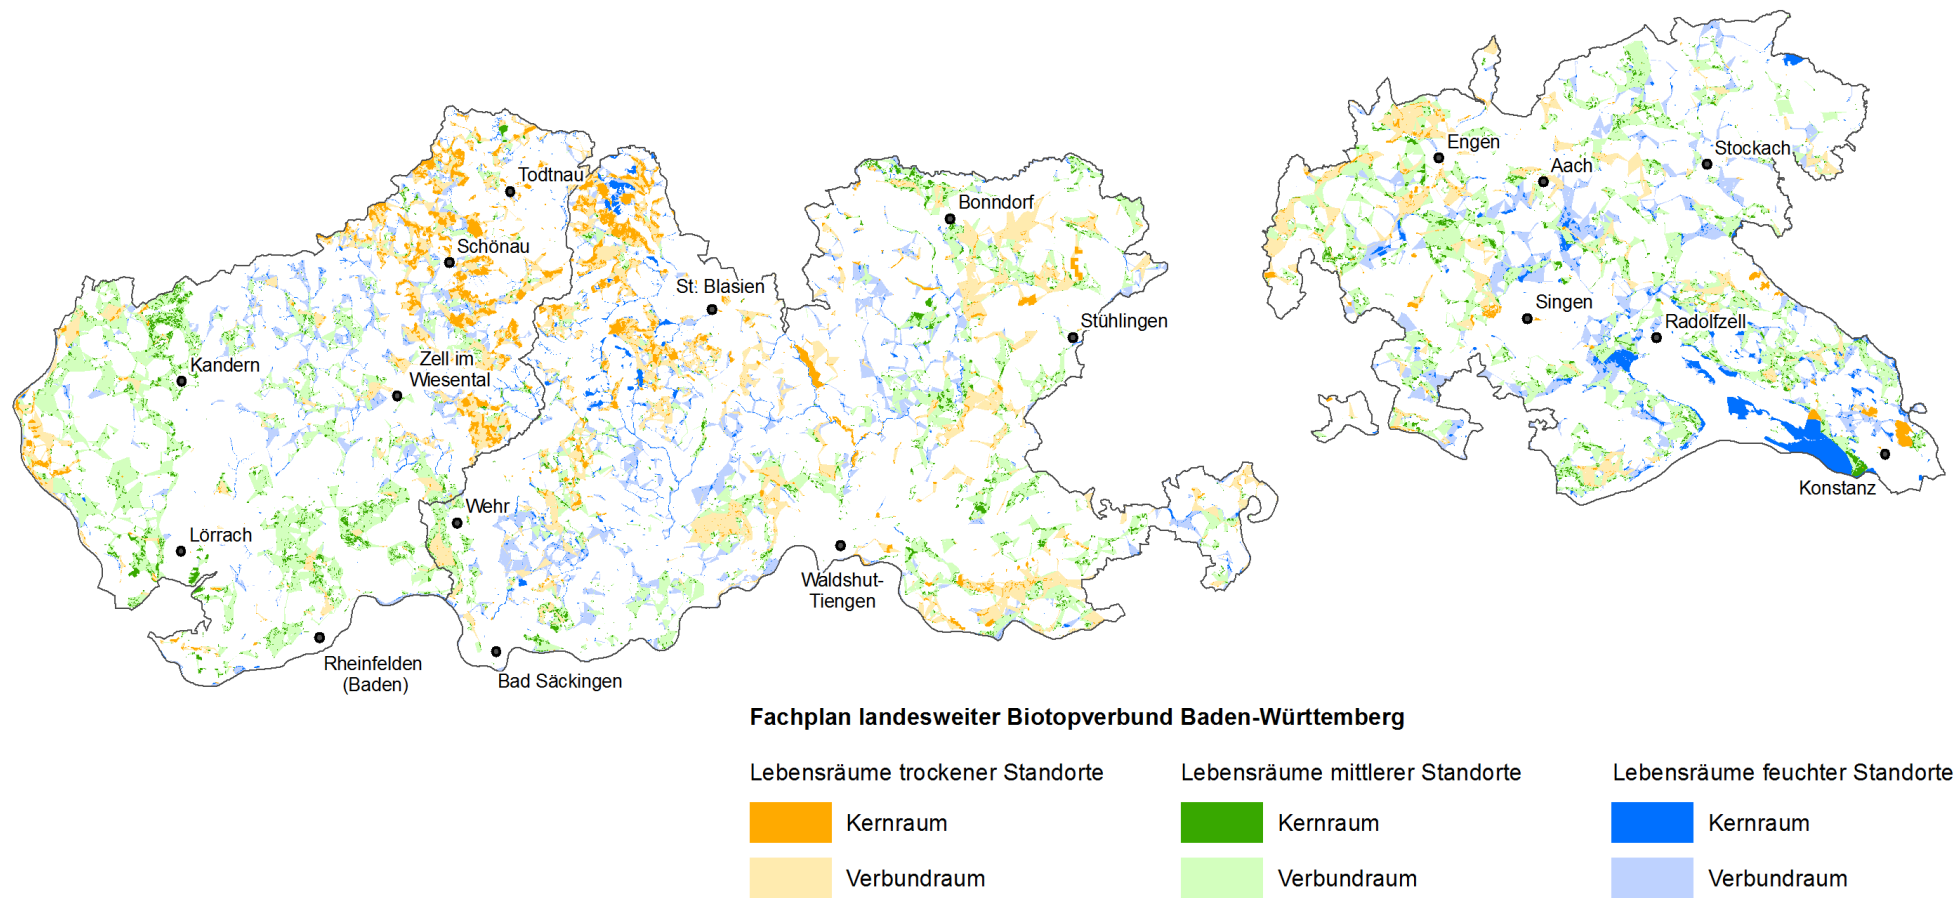 Engen
Stockach
Aach
Todtnau
Bonndorf
Schönau
St. Blasien
Singen
Stühlingen
Radolfzell
Kandern
Zell im
Wiesental
Konstanz
Wehr
Lörrach
Waldshut-
Tiengen
Rheinfelden
(Baden)
Bad Säckingen
Fachplan landesweiter Biotopverbund Baden-Württemberg
Lebensräume trockener Standorte
Kernraum
Verbundraum
Lebensräume mittlerer Standorte
Kernraum
Verbundraum
Lebensräume feuchter Standorte
Kernraum
Verbundraum